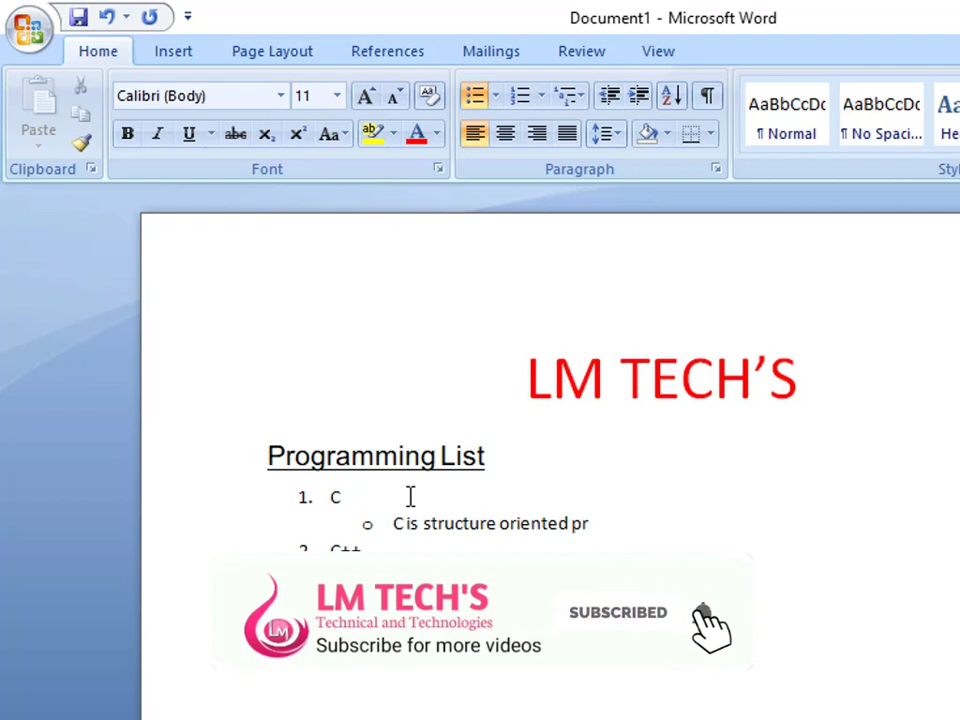 Document1 - Microsoft Word
Home Insert Page Layout References Mailings Review View
Calibri (Body) 11
AaBbCcDc AaBbCcDc
Paste
¶ Normal ¶ No Spaci...
Clipboard Font Paragraph
LM TECH’S
Programming List
1. C
o C is structure oriented pr
2. C++
LM TECH'S
Technical and Technologies
Subscribe for more videos
SUBSCRIBED
LM